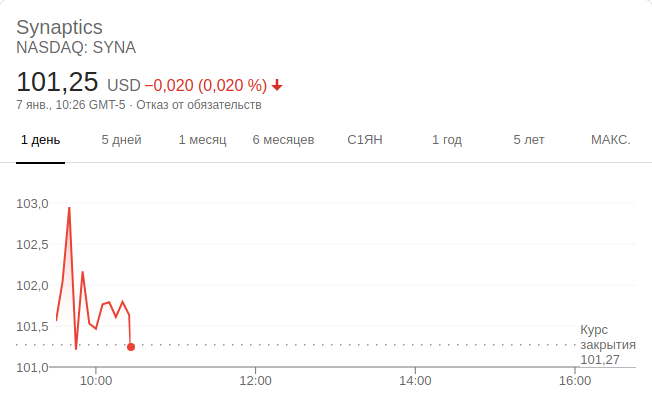 Synaptics
NASDAQ: SYNA
101,25 USD −0,020 (0,020 %)
7 янв., 10:26 GMT-5 · Отказ от обязательств
1 день 5 дней 1 месяц 6 месяцев С1ЯН 1 год 5 лет МАКС.
103,0
102,5
102,0
101,5
101,0
Курс
закрытия
101,27
10:00 12:00 14:00 16:00